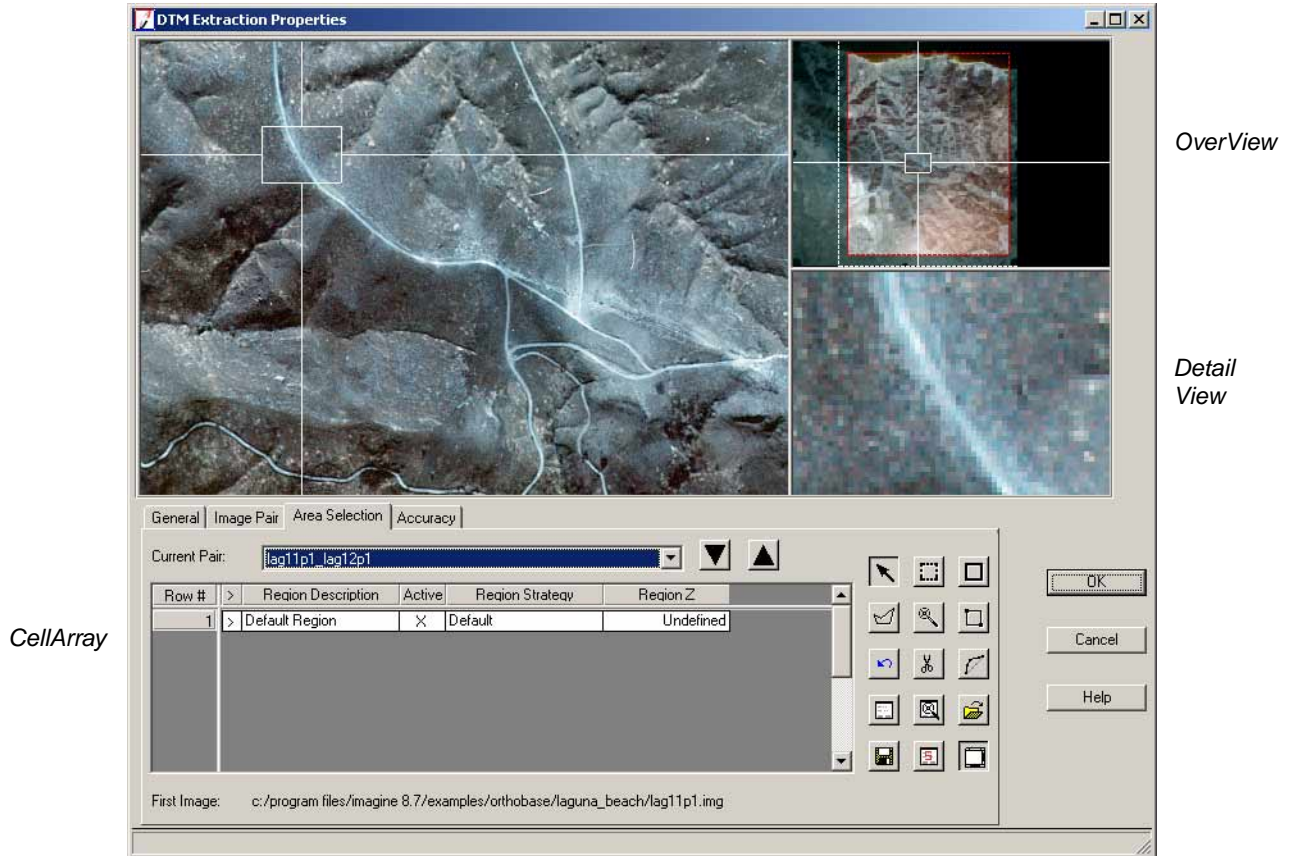 DTM Extraction Properties
OverView
Detail
View
General Image Pair Area Selection Accuracy
Current Pair: lag11p1_lag12p1
Row # > Region Description Active Region Strategy Region Z
1 > Default Region X Default Undefined
CellArray
OK
Cancel
Help
First Image: c:/program files/imagine 8.7/examples/orthobase/laguna_beach/lag11p1.img